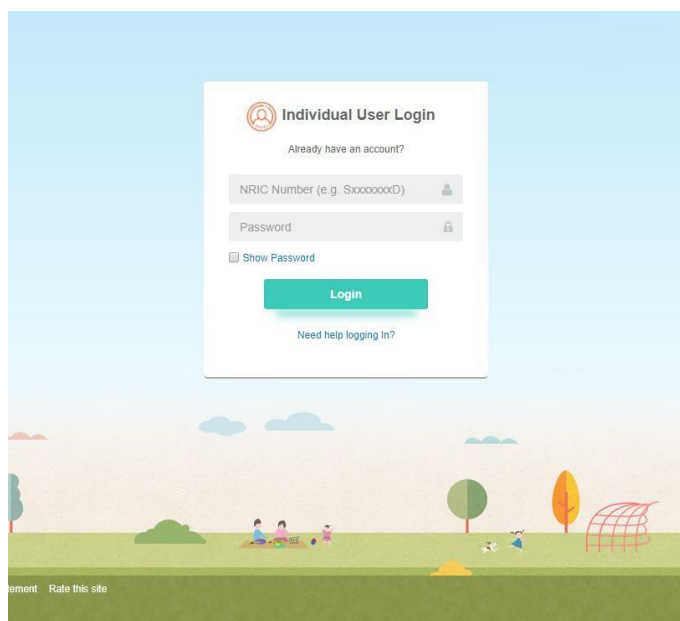 Individual User Login
Already have an account?
NRIC Number (e.g. SxxxxxxxD)
Password
Show Password
Login
Need help logging In?
Rate this site